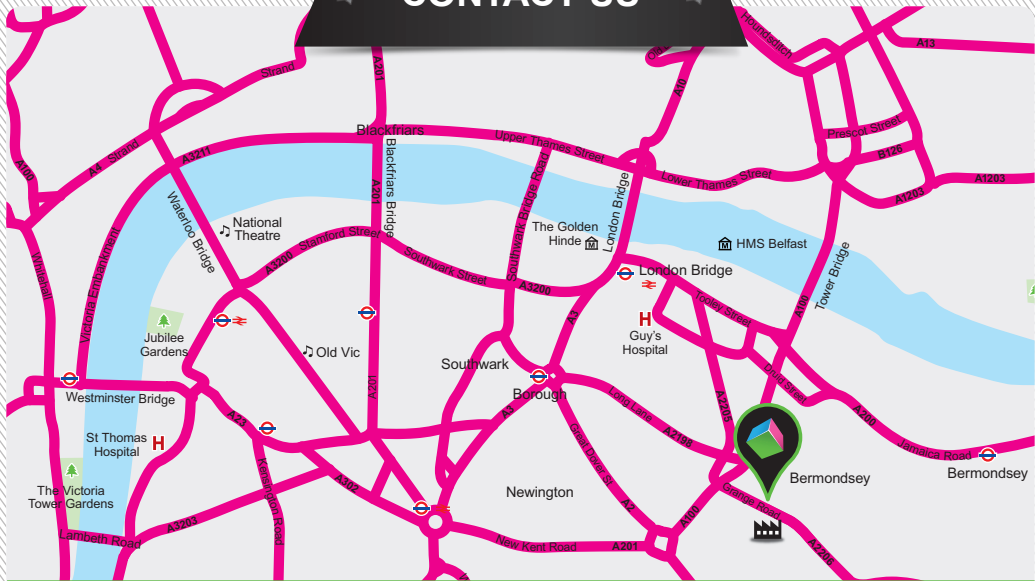 CONTACT US
Houndsditch
A13
A201
Strand
A10
Blackfriars
Prescot Street
Upper Thames Street
A3211
A4
Strand
B126
A100
Lower Thames Street
A1203
A1203
Blackfriars Bridge
A201
Southwark Bridge Road
London Bridge
Waterloo Bridge
National
Theatre
The Golden
Hinde
HMS Belfast
Stamford Street
A3200
Southwark Street
A3200
Whitehall
Victoria Embankment
London Bridge
Tower Bridge
A100
Tooley Street
A3
H
Guy's
Hospital
Jubilee
Gardens
Old Vic
Southwark
Druid Street
Borough
Westminster Bridge
A201
Long Lane
A2205
A200
A3
A23
A2198
St Thomas
Hospital
H
Great Dover St
Jamaica Road
Bermondsey
Bermondsey
Kensington Road
A302
The Victoria
Tower Gardens
Newington
Grange Road
A2
A100
A3203
Lambeth Road
New Kent Road
A201
A2206